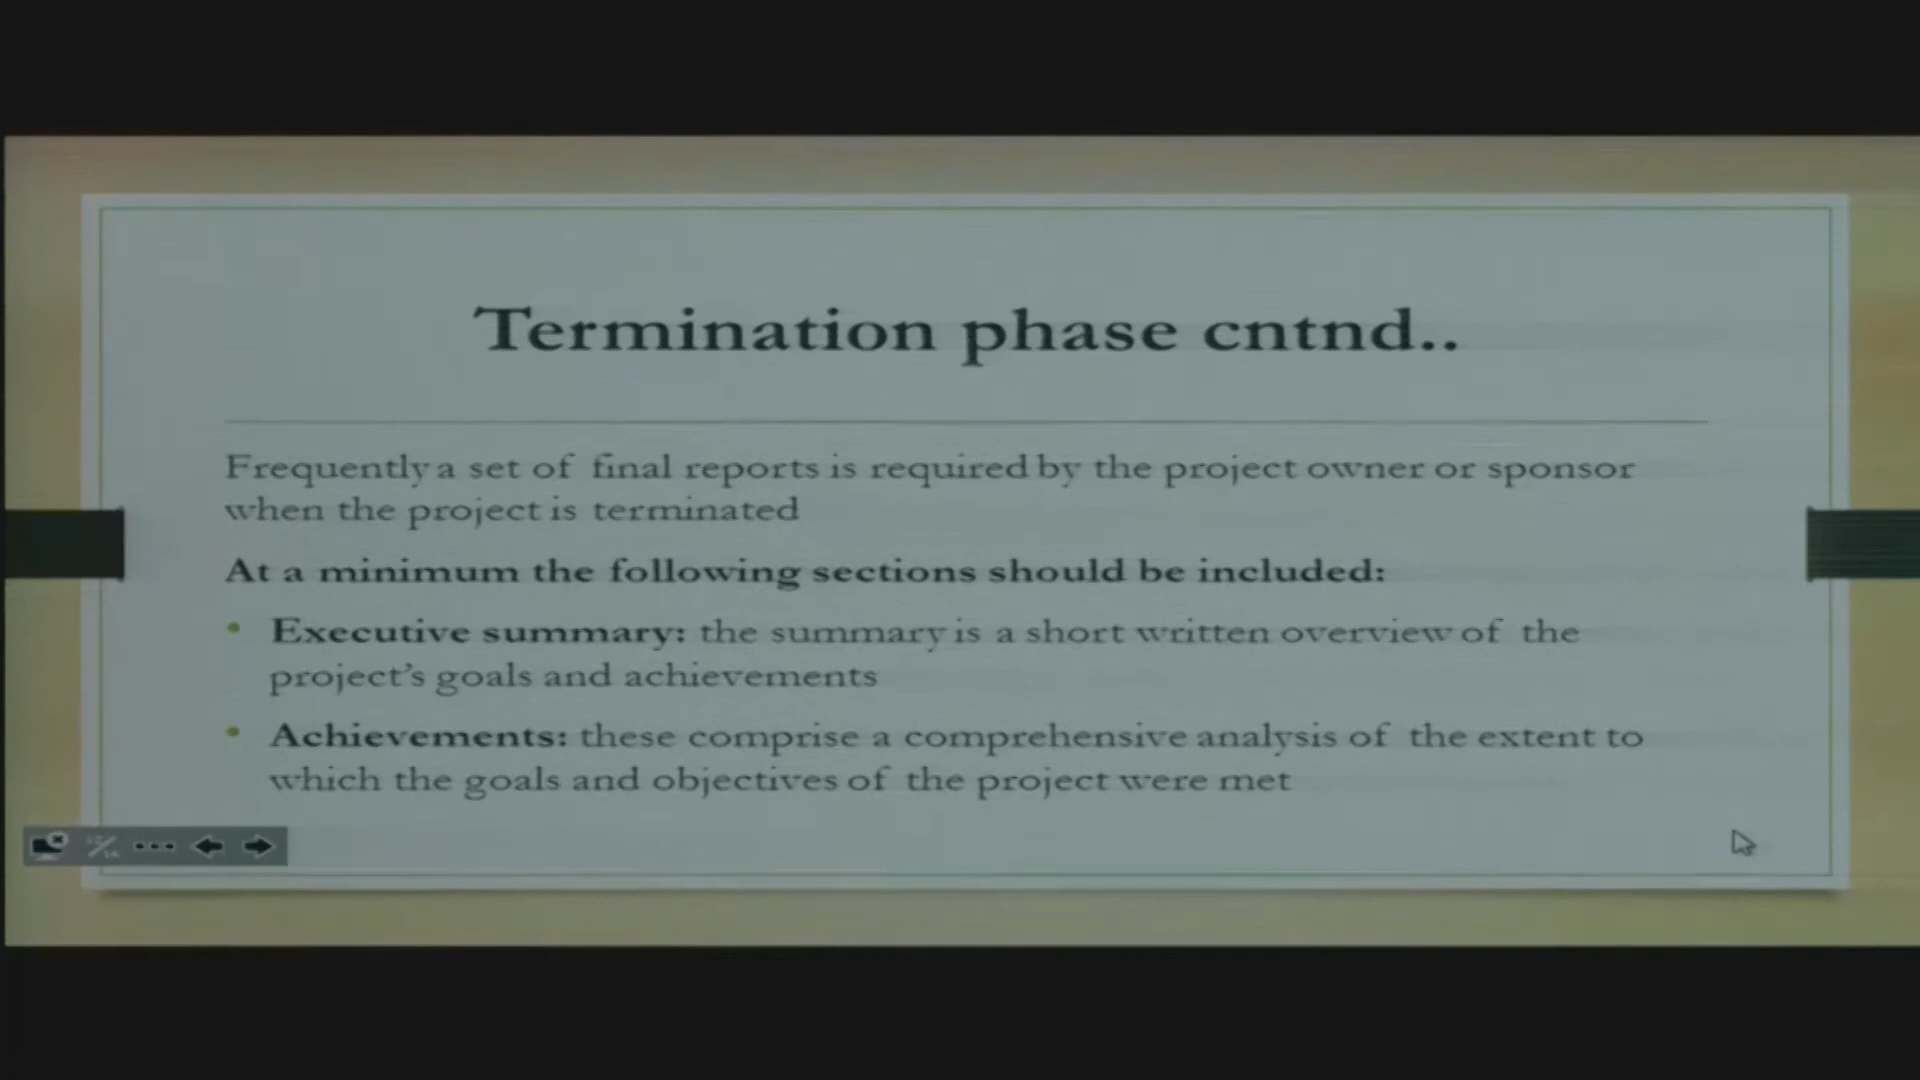 Termination phase cntnd..
Frequently a set of final reports is required by the project owner or sponsor
when the project is terminated
At a minimum the following sections should be included:
• Executive summary: the summary is a short written overview of the
project's goals and achievements
• Achievements: these comprise a comprehensive analysis of the extent to
which the goals and objectives of the project were met